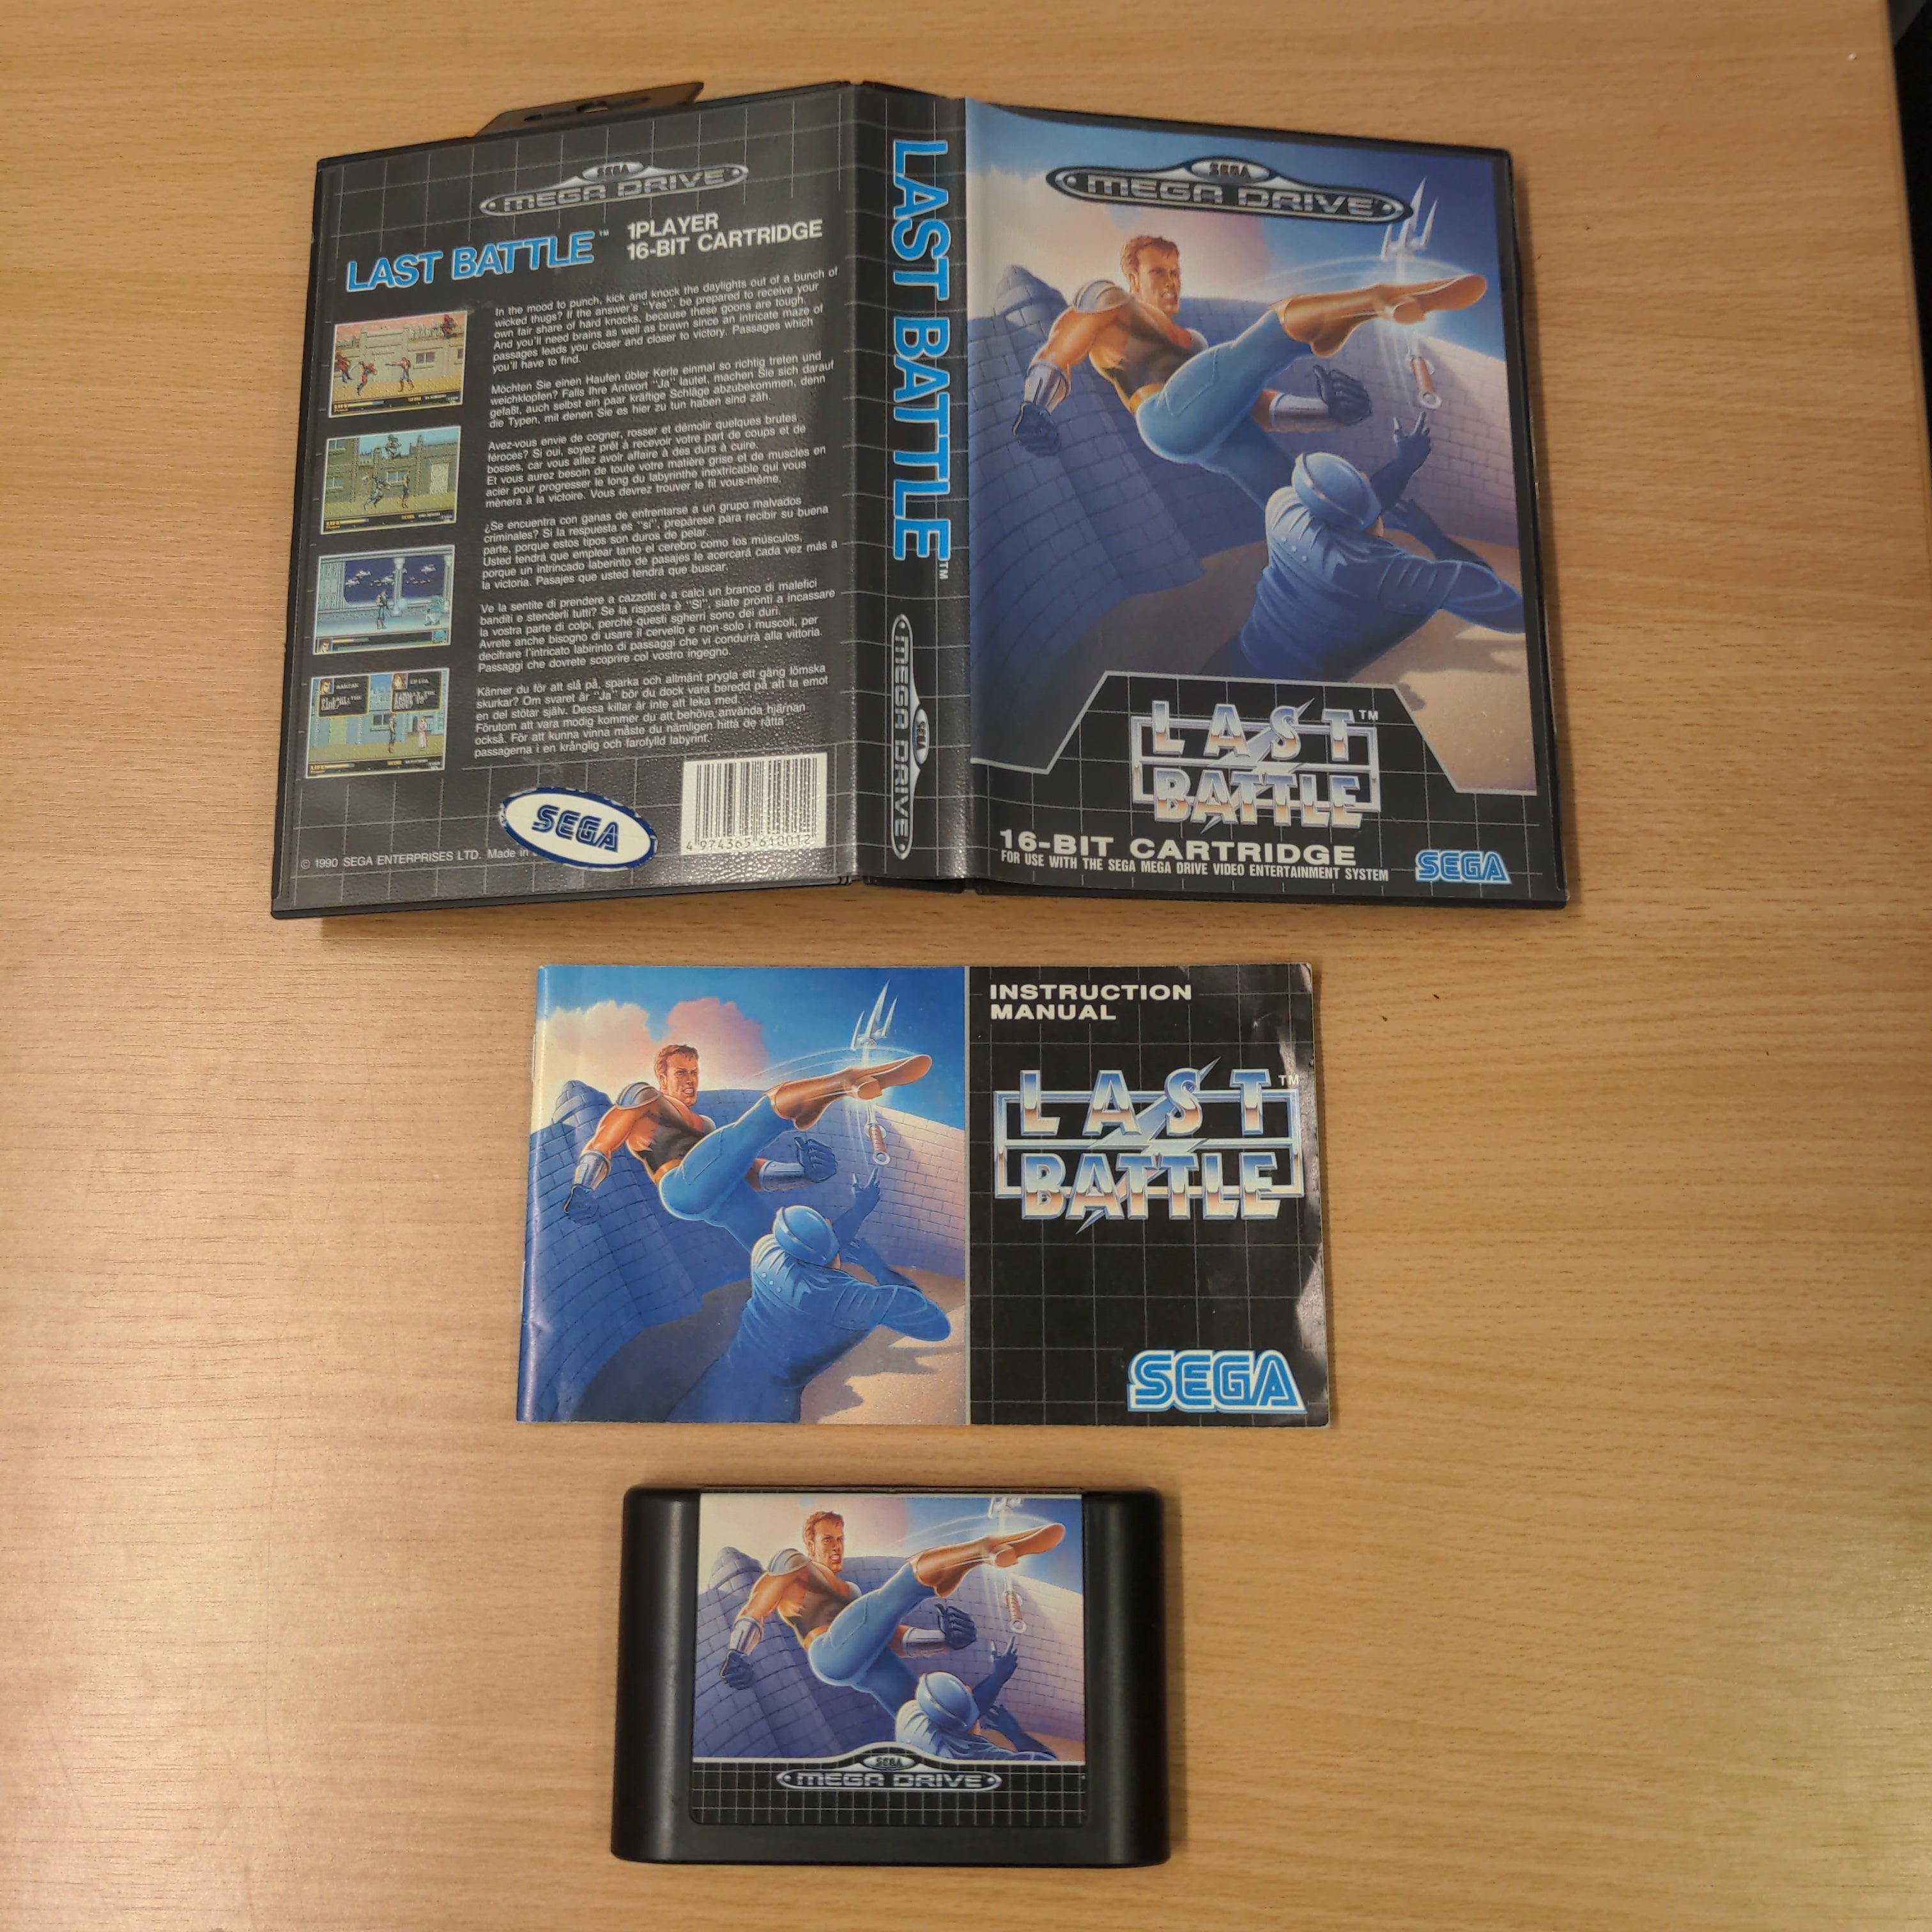 SEGA
MEGA DRIVE
LAST BATTLE™
1PLAYER
16-BIT CARTRIDGE
In the mood to punch, kick and knock the daylights out of a bunch of
wicked thugs? If the answer's "Yes", be prepared to receive your
own fair share of hard knocks, because these goons are tough.
And you'll need brains as well as brawn since an intricate maze of
passages leads you closer and closer to victory. Passages which
you'll have to find.
Möchten Sie einen Haufen übler Kerle einmal so richtig treten und
weichklopfen? Falls Ihre Antwort "Ja" lautet, machen Sie sich darauf
gefaßt, auch selbst ein paar kräftige Schläge abzubekommen, denn
die Typen, mit denen Sie es hier zu tun haben sind zäh.
Avez-vous envie de cogner, rosser et démolir quelques brutes
féroces? Si oui, soyez prêt à recevoir votre part de coups et de
bosses, car vous allez avoir affaire à des durs à cuire.
Et vous aurez besoin de toute votre matière grise et de muscles en
acier pour progresser le long du labyrinthe inextricable qui vous
mènera à la victoire. Vous devrez trouver le fil vous-même.
¿Se encuentra con ganas de enfrentarse a un grupo malvados
criminales? Si la respuesta es "sí", prepárese para recibir su buena
parte, porque estos tipos son duros de pelar.
Usted tendrá que emplear tanto el cerebro como los músculos,
porque un intrincado laberinto de pasajes le acercará cada vez más a
la victoria. Pasajes que usted tendrá que buscar.
Ve la sentite di prendere a cazzotti e a calci un branco di malefici
banditi e stenderli tutti? Se la risposta è "Sì", siate pronti a incassare
la vostra parte di colpi, perché questi sgherri sono dei duri.
Avrete anche bisogno di usare il cervello e non solo i muscoli, per
decifrare l'intricato labirinto di passaggi che vi condurrà alla vittoria.
Passaggi che dovrete scoprire col vostro ingegno.
Känner du för att slå på, sparka och allmänt prygla ett gäng lömska
skurkar? Om svaret är "Ja" bör du dock vara beredd på att ta emot
en del stötar själv. Dessa killar är inte att leka med.
Förutom att vara modig kommer du att behöva använda hjärnan
också. För att kunna vinna måste du nämligen hitta de rätta
passagerna i en krånglig och farofylld labyrint.
SEGA
4 974365 610012
© 1990 SEGA ENTERPRISES LTD. Made in
LAST BATTLE™
SEGA
MEGA DRIVE
SEGA
MEGA DRIVE
LAST™
BATTLE
16-BIT CARTRIDGE
FOR USE WITH THE SEGA MEGA DRIVE VIDEO ENTERTAINMENT SYSTEM
SEGA
INSTRUCTION
MANUAL
LAST™
BATTLE
SEGA
SEGA
MEGA DRIVE